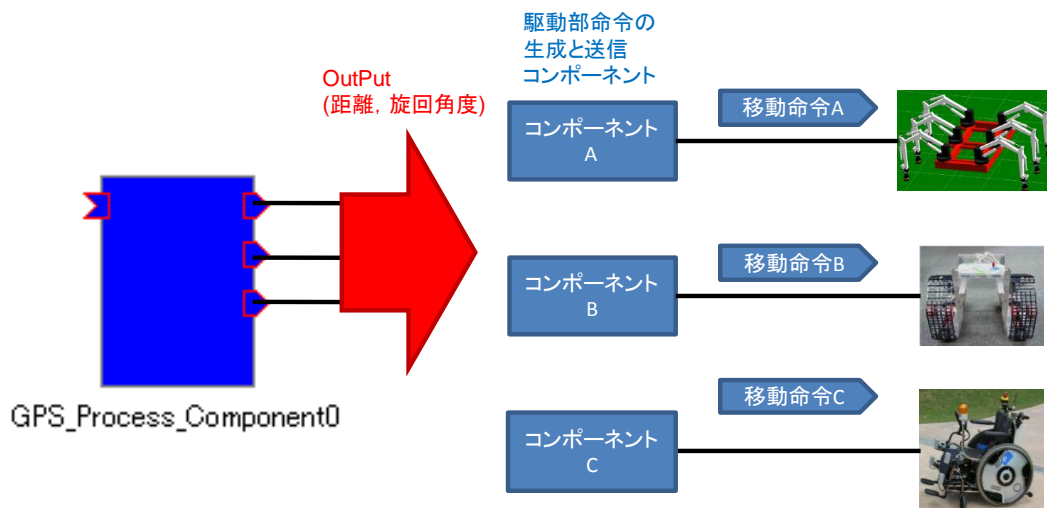 駆動部命令の
生成と送信
コンポーネント
OutPut
(距離, 旋回角度)
コンポーネント
A
移動命令A
コンポーネント
B
移動命令B
コンポーネント
C
移動命令C
GPS_Process_Component0